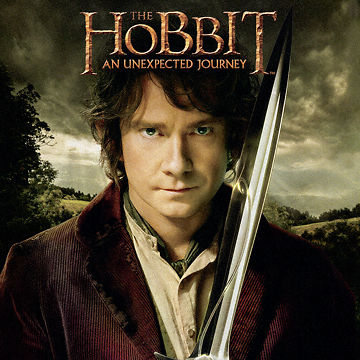 THE
HOBBIT
AN UNEXPECTED JOURNEY